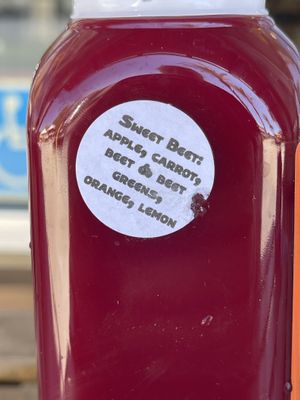 Sweet Beet:
apple, carrot,
beet & beet
greens,
orange, lemon